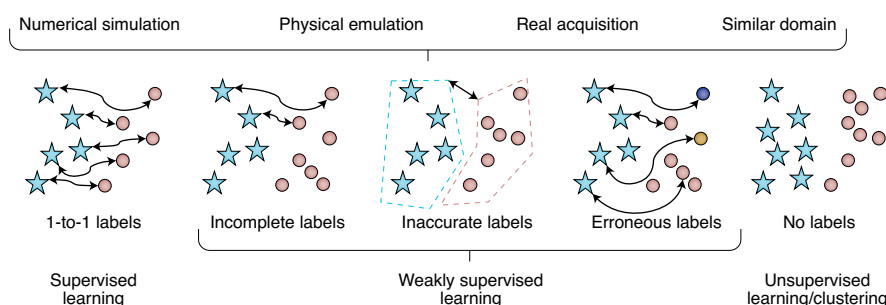 Numerical simulation Physical emulation Real acquisition Similar domain
1-to-1 labels Incomplete labels Inaccurate labels Erroneous labels No labels
Supervised Weakly supervised Unsupervised
learning learning learning/clustering